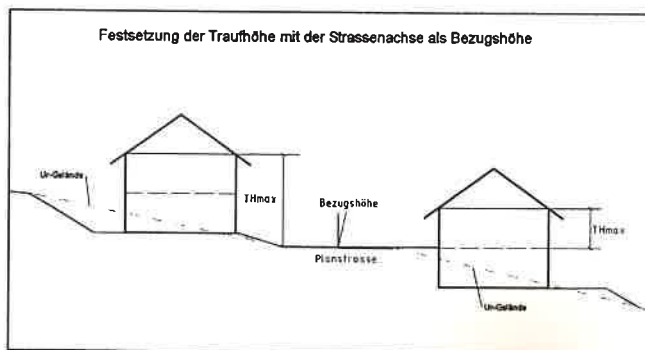 Festsetzung der Traufhöhe mit der Strassenachse als Bezugshöhe
Ur-Gelände
THmax
Bezugshöhe
Planstrasse
THmax
Ur-Gelände